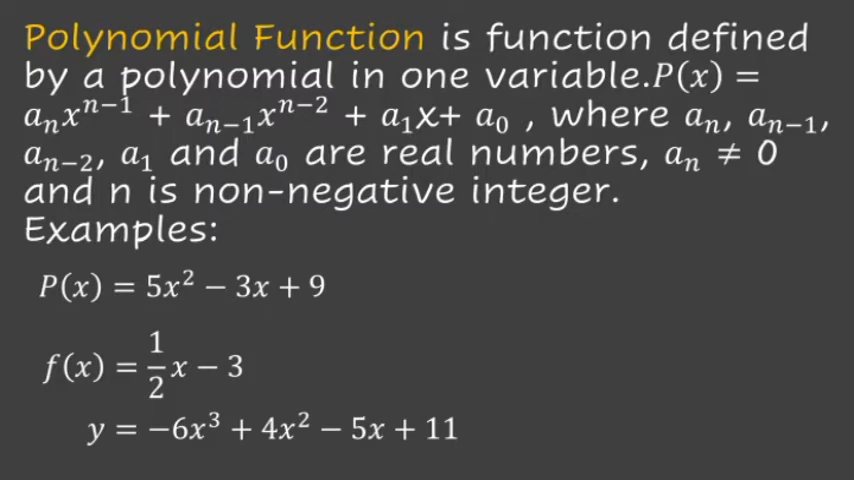 Polynomial Function is function defined
by a polynomial in one variable.P(x) =
aₙxⁿ⁻¹ + aₙ₋₁xⁿ⁻² + a₁x+ a₀ , where aₙ, aₙ₋₁,
aₙ₋₂, a₁ and a₀ are real numbers, aₙ ≠ 0
and n is non-negative integer.
Examples:
P(x) = 5x² − 3x + 9
f(x) = 1/2 x − 3
y = −6x³ + 4x² − 5x + 11